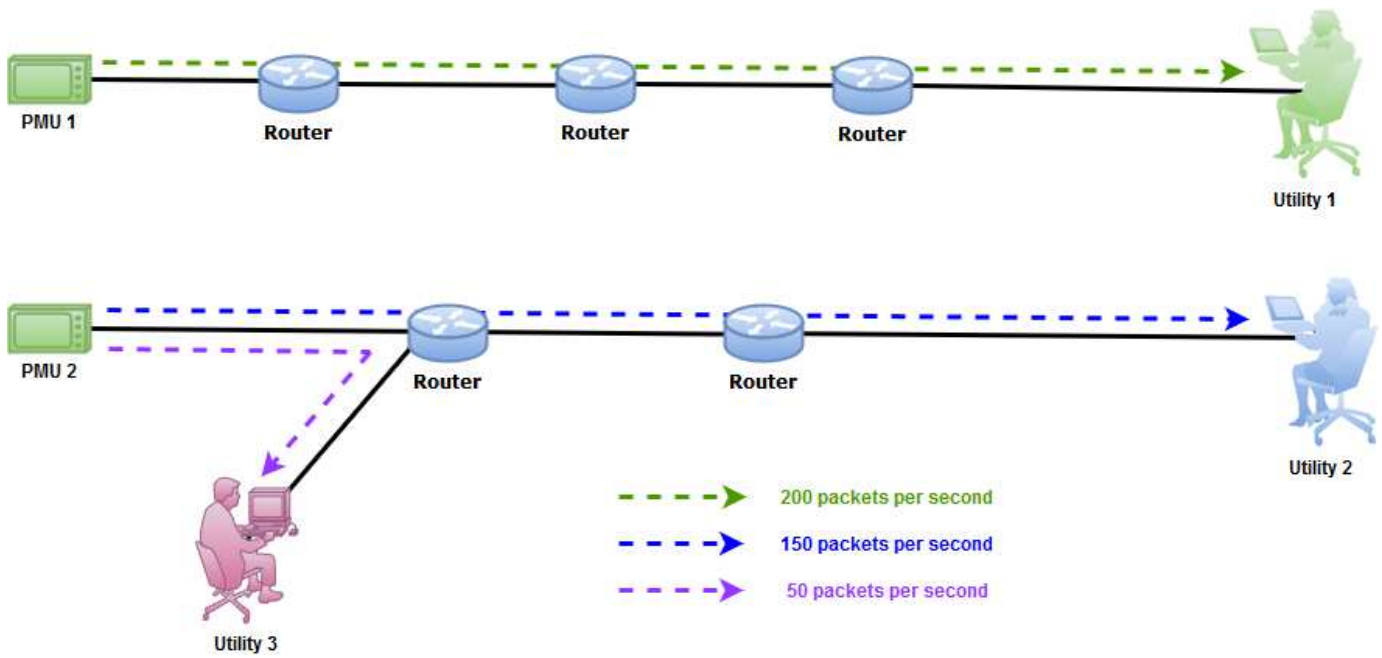 PMU 1
Router
Router
Router
Utility 1
PMU 2
Router
Router
Utility 2
Utility 3
200 packets per second
150 packets per second
50 packets per second